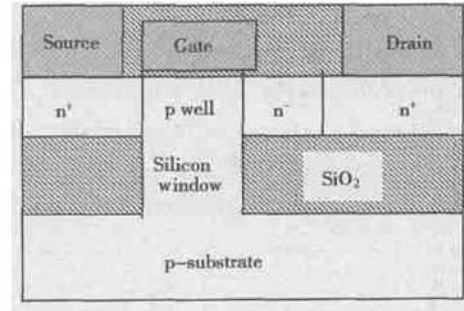 Source
Gate
Drain
n⁺
p well
n⁻
n⁺
Silicon
window
SiO₂
p-substrate